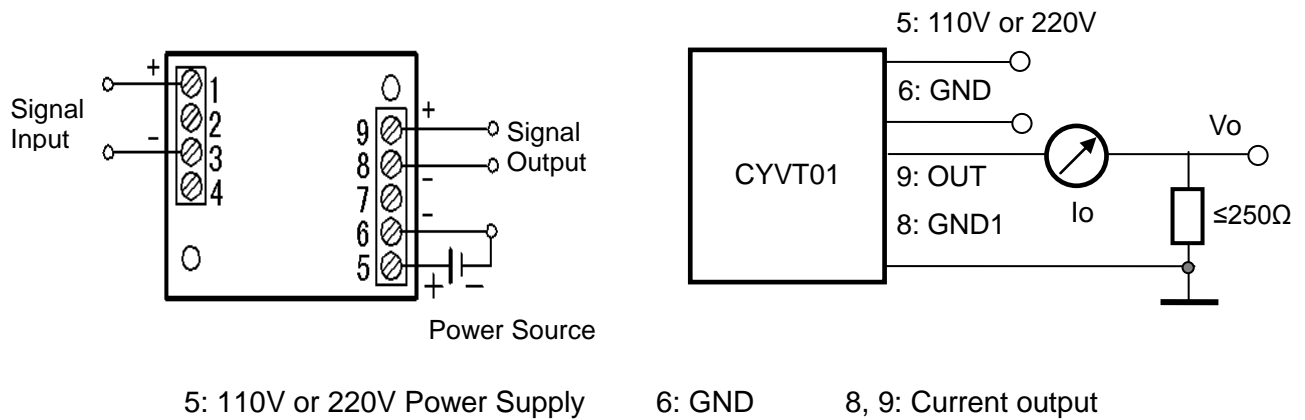 Signal
Input
+
-
1
2
3
4
9
8
7
6
5
+
-
-
+
-
Signal
Output
Power Source
CYVT01
5: 110V or 220V
6: GND
9: OUT
8: GND1
Io
Vo
≤250Ω
5: 110V or 220V Power Supply 6: GND 8, 9: Current output